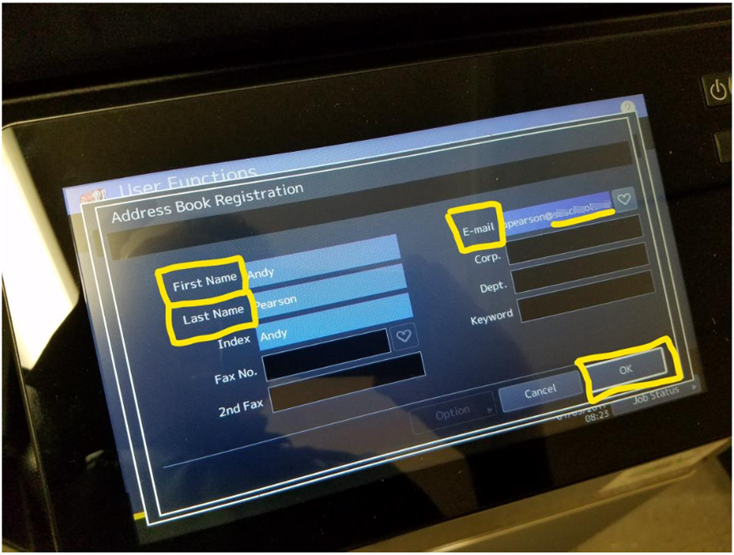 User Functions
Address Book Registration
First Name Andy
Last Name Pearson
Index Andy
Fax No.
2nd Fax
E-mail
Corp.
Dept.
Keyword
OK
Cancel
Option
Job Status
08:23